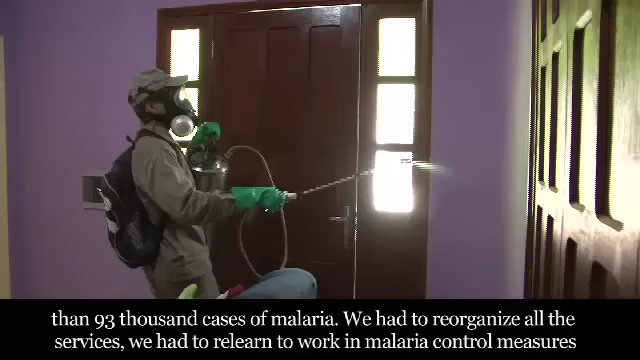 than 93 thousand cases of malaria. We had to reorganize all the
services, we had to relearn to work in malaria control measures